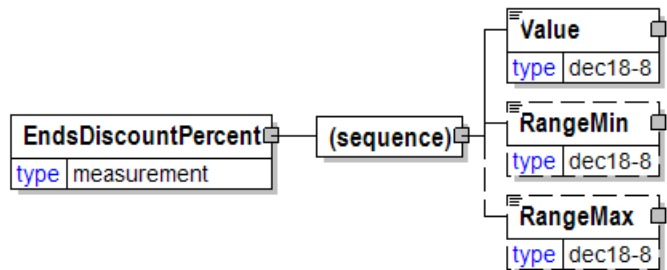 Value
type dec18-8
EndsDiscountPercent
type measurement
(sequence)
RangeMin
type dec18-8
RangeMax
type dec18-8